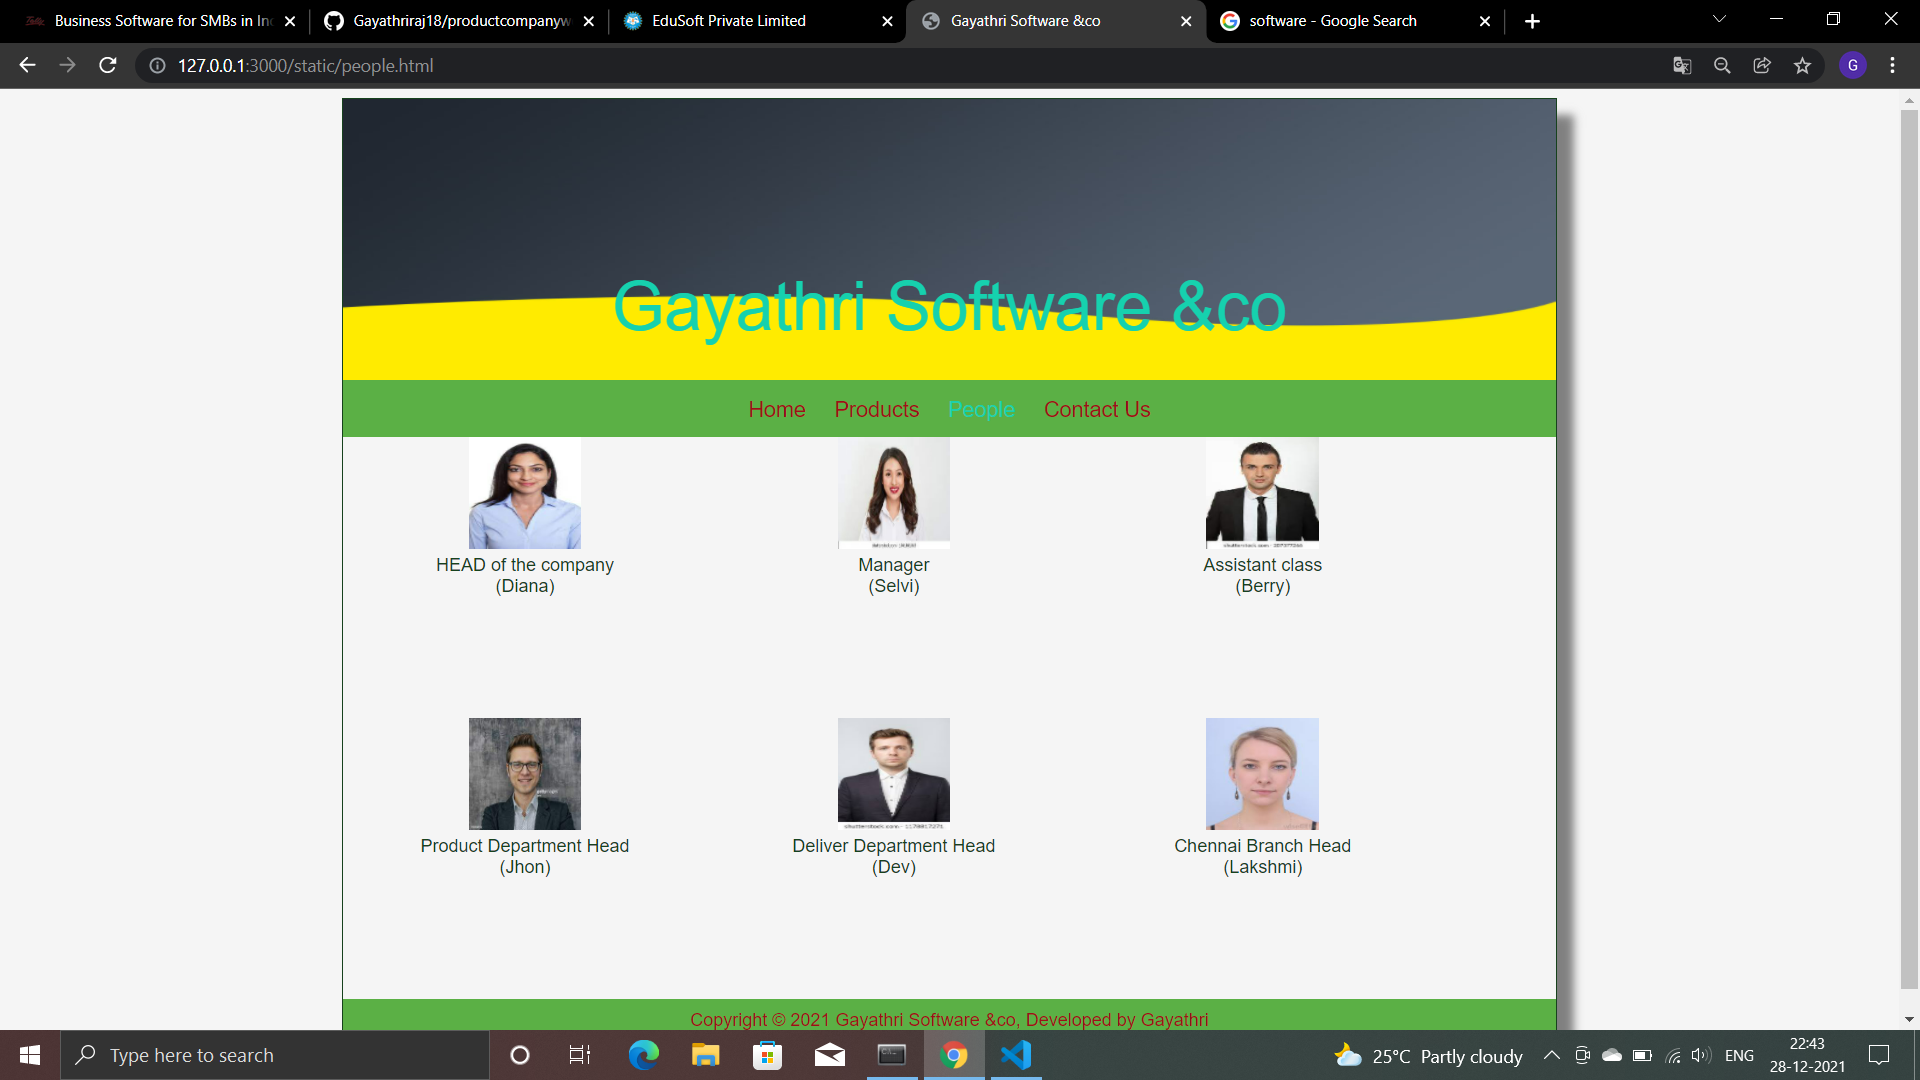 Business Software for SMBs in Ind
Gayathriraj18/productcompanyw
EduSoft Private Limited
Gayathri Software &co
software - Google Search
127.0.0.1:3000/static/people.html
G
Gayathri Software &co
Home Products People Contact Us
HEAD of the company
(Diana)
Manager
(Selvi)
Assistant class
(Berry)
Product Department Head
(Jhon)
Deliver Department Head
(Dev)
Chennai Branch Head
(Lakshmi)
Copyright © 2021 Gayathri Software &co, Developed by Gayathri
Type here to search
25°C Partly cloudy
ENG
22:43
28-12-2021